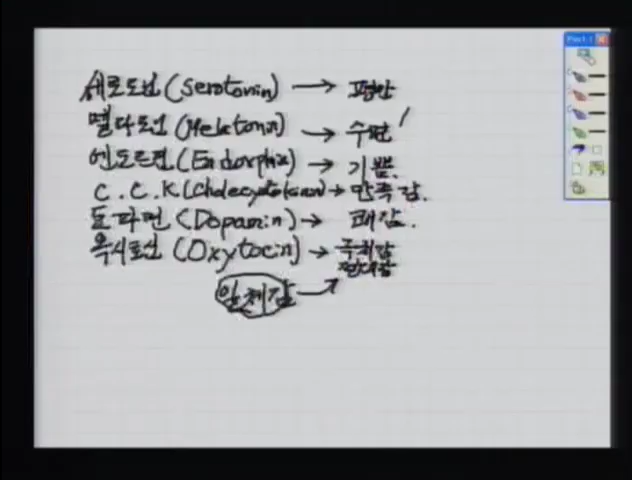 세로토닌(Serotonin) → 평안
멜라토닌(Melatonin) → 수면
엔도르핀(Endorphin) → 기쁨.
C.C.K(Cholecystokinin) → 만족감.
도파민(Dopamin) → 쾌감.
옥시토신(Oxytocin) →
연대감
일체감 →